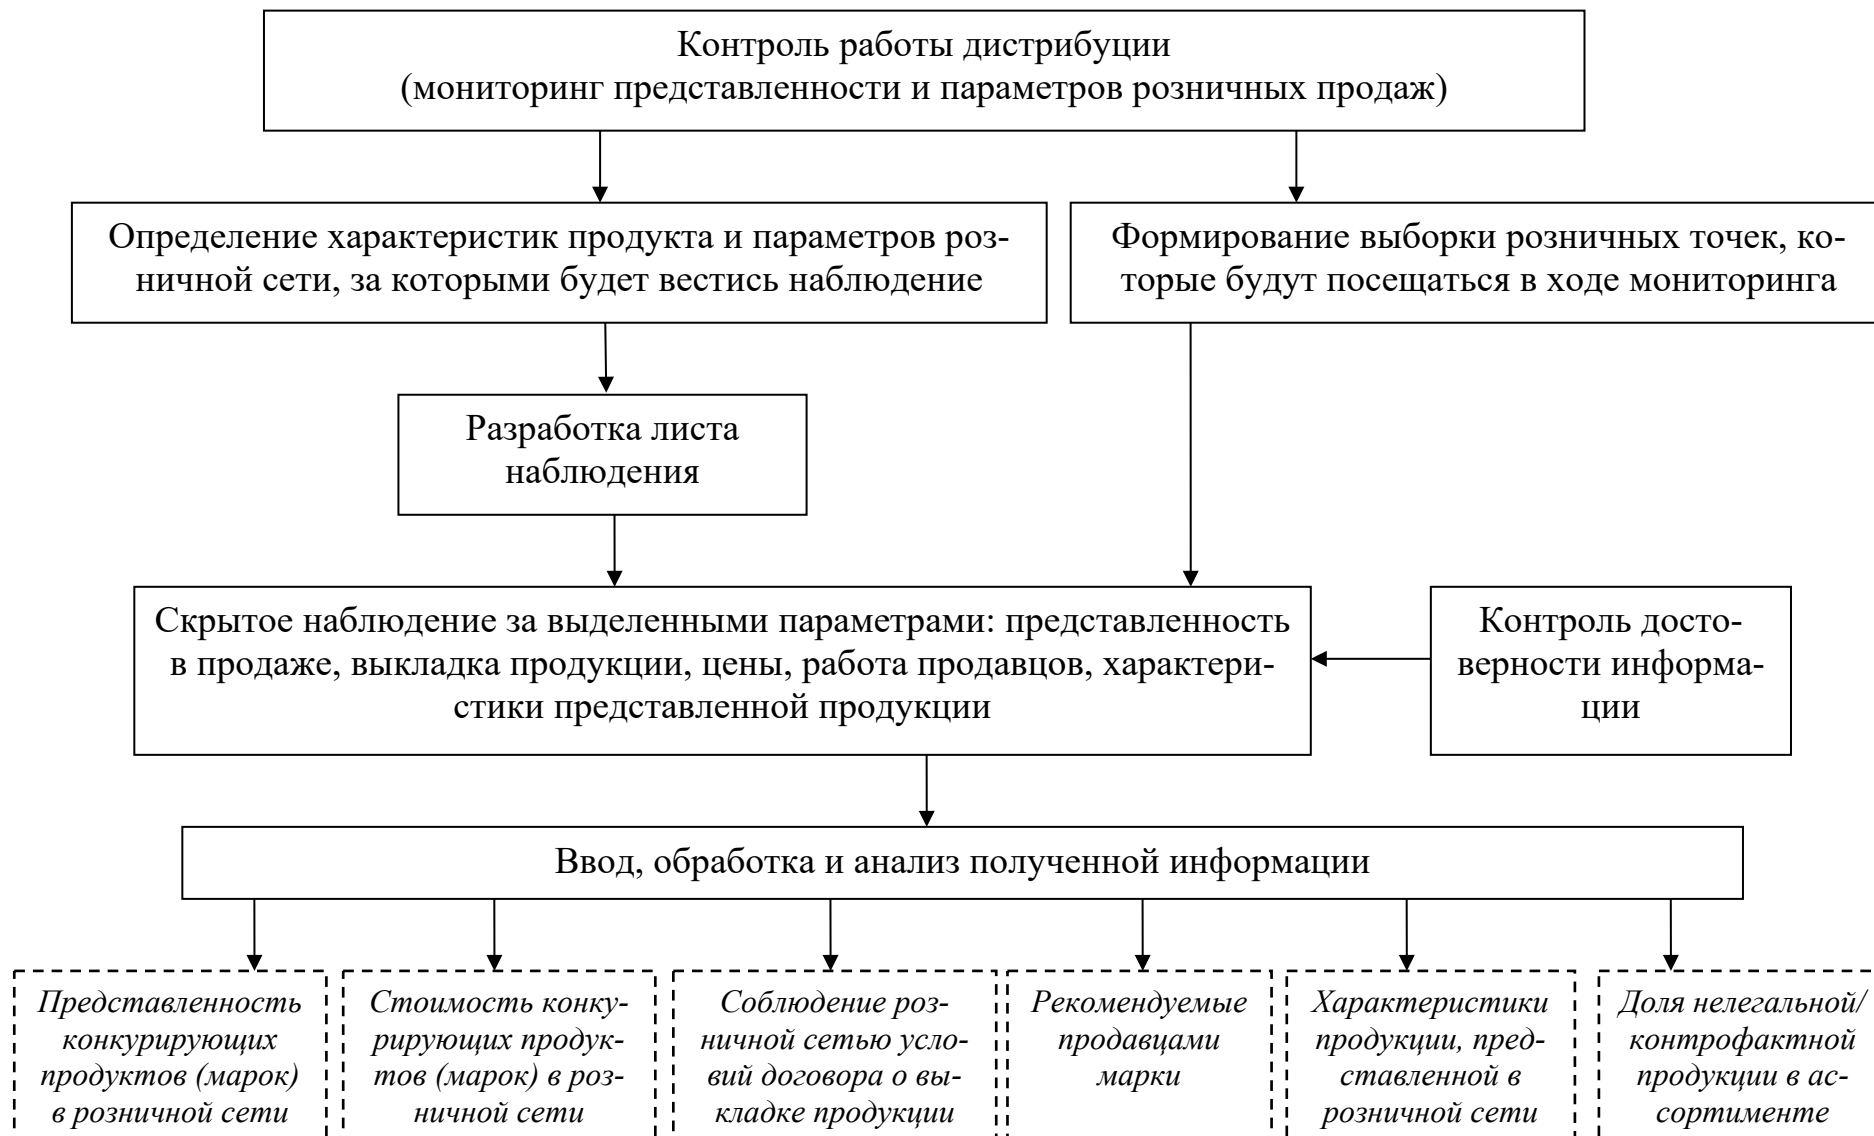 Контроль работы дистрибуции
(мониторинг представленности и параметров розничных продаж)
Определение характеристик продукта и параметров роз-
ничной сети, за которыми будет вестись наблюдение
Формирование выборки розничных точек, ко-
торые будут посещаться в ходе мониторинга
Разработка листа
наблюдения
Скрытое наблюдение за выделенными параметрами: представленность
в продаже, выкладка продукции, цены, работа продавцов, характери-
стики представленной продукции
Контроль досто-
верности информа-
ции
Ввод, обработка и анализ полученной информации
Представленность
конкурирующих
продуктов (марок)
в розничной сети
Стоимость конку-
рирующих продук-
тов (марок) в роз-
ничной сети
Соблюдение роз-
ничной сетью усло-
вий договора о вы-
кладке продукции
Рекомендуемые
продавцами
марки
Характеристики
продукции, пред-
ставленной в
розничной сети
Доля нелегальной/
контрофактной
продукции в ас-
сортименте